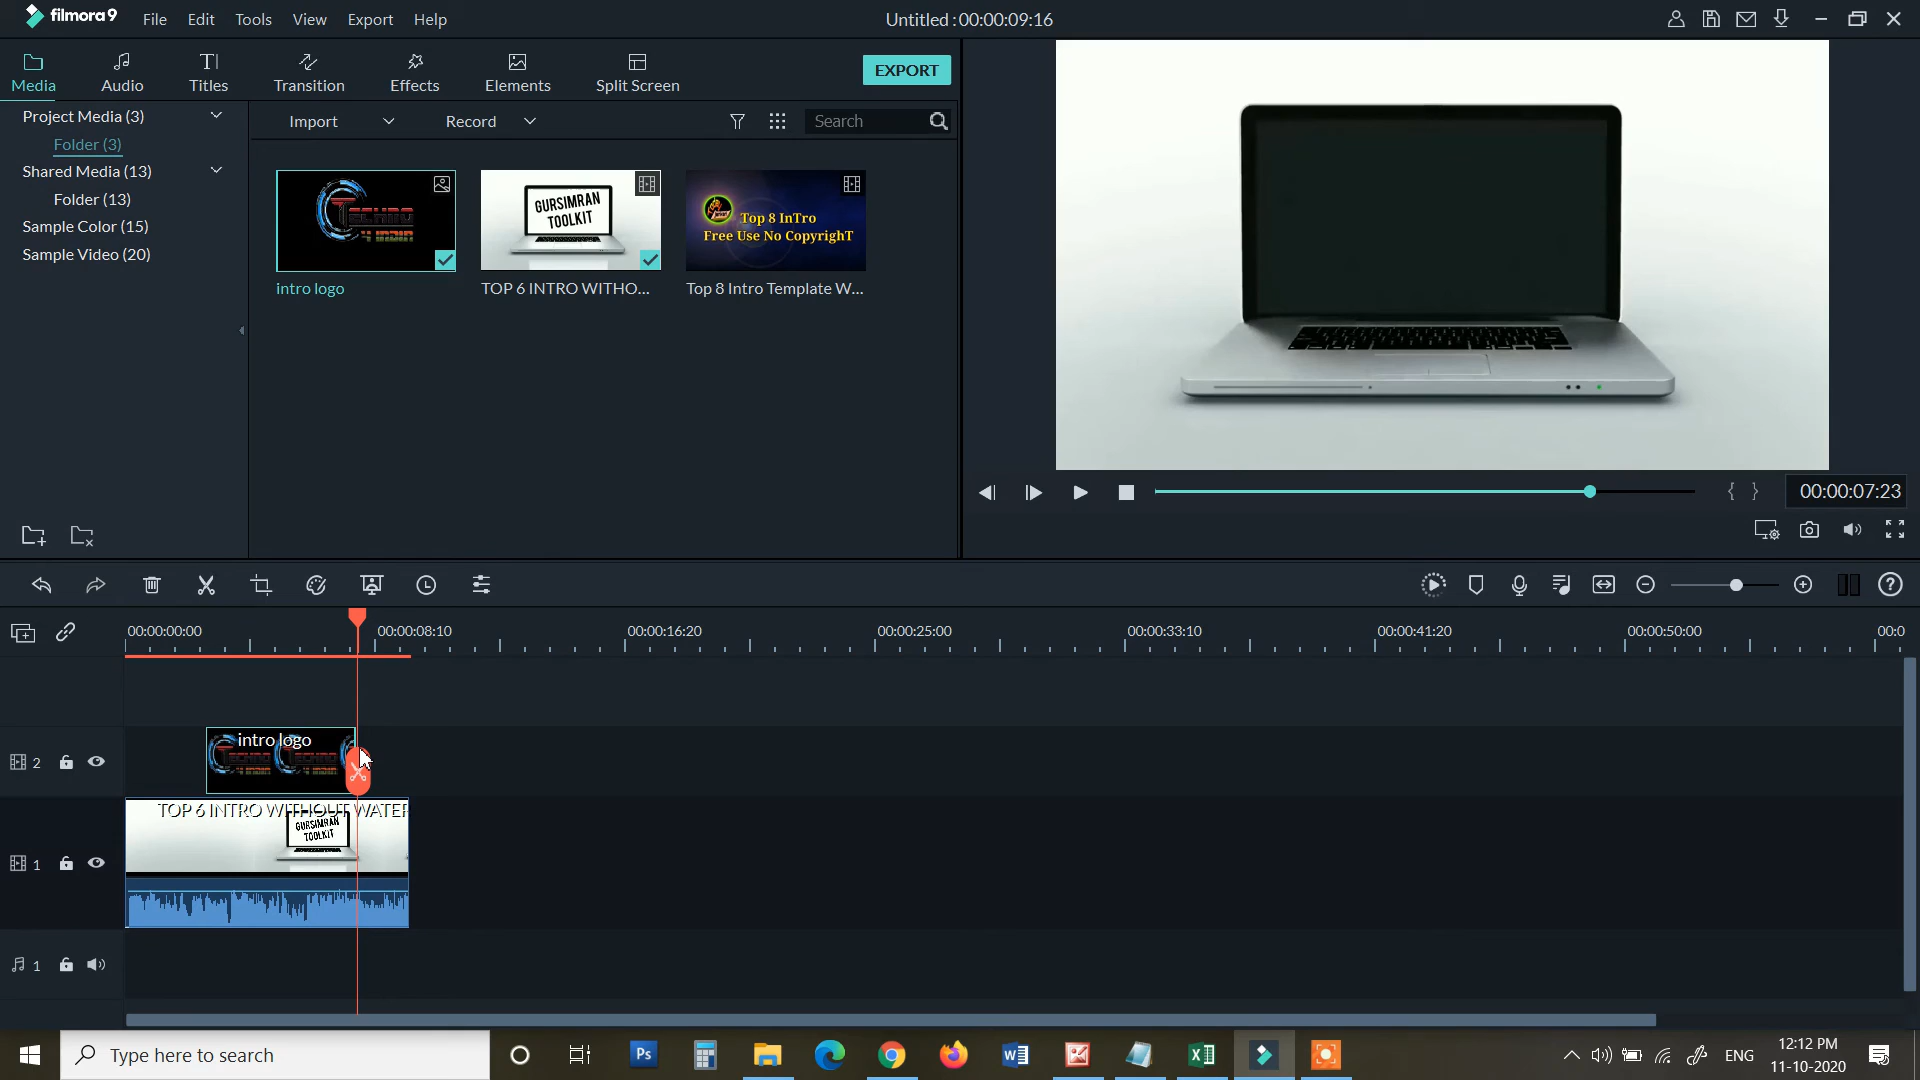 filmora9 File Edit Tools View Export Help Untitled : 00:00:09:16
Media Audio Titles Transition Effects Elements Split Screen EXPORT
Project Media (3)
Folder (3)
Shared Media (13)
Folder (13)
Sample Color (15)
Sample Video (20)
Import Record Search
TECHNO
4 INDIA
intro logo
GURSIMRAN
TOOLKIT
TOP 6 INTRO WITHO...
Top 8 InTro
Free Use No CopyrighT
Top 8 Intro Template W...
00:00:07:23
00:00:00:00 00:00:08:10 00:00:16:20 00:00:25:00 00:00:33:10 00:00:41:20 00:00:50:00 00:0
2
intro logo
1
TOP 6 INTRO WITHOUT WATER
GURSIMRAN
TOOLKIT
1
Type here to search
Ps
ENG
12:12 PM
11-10-2020